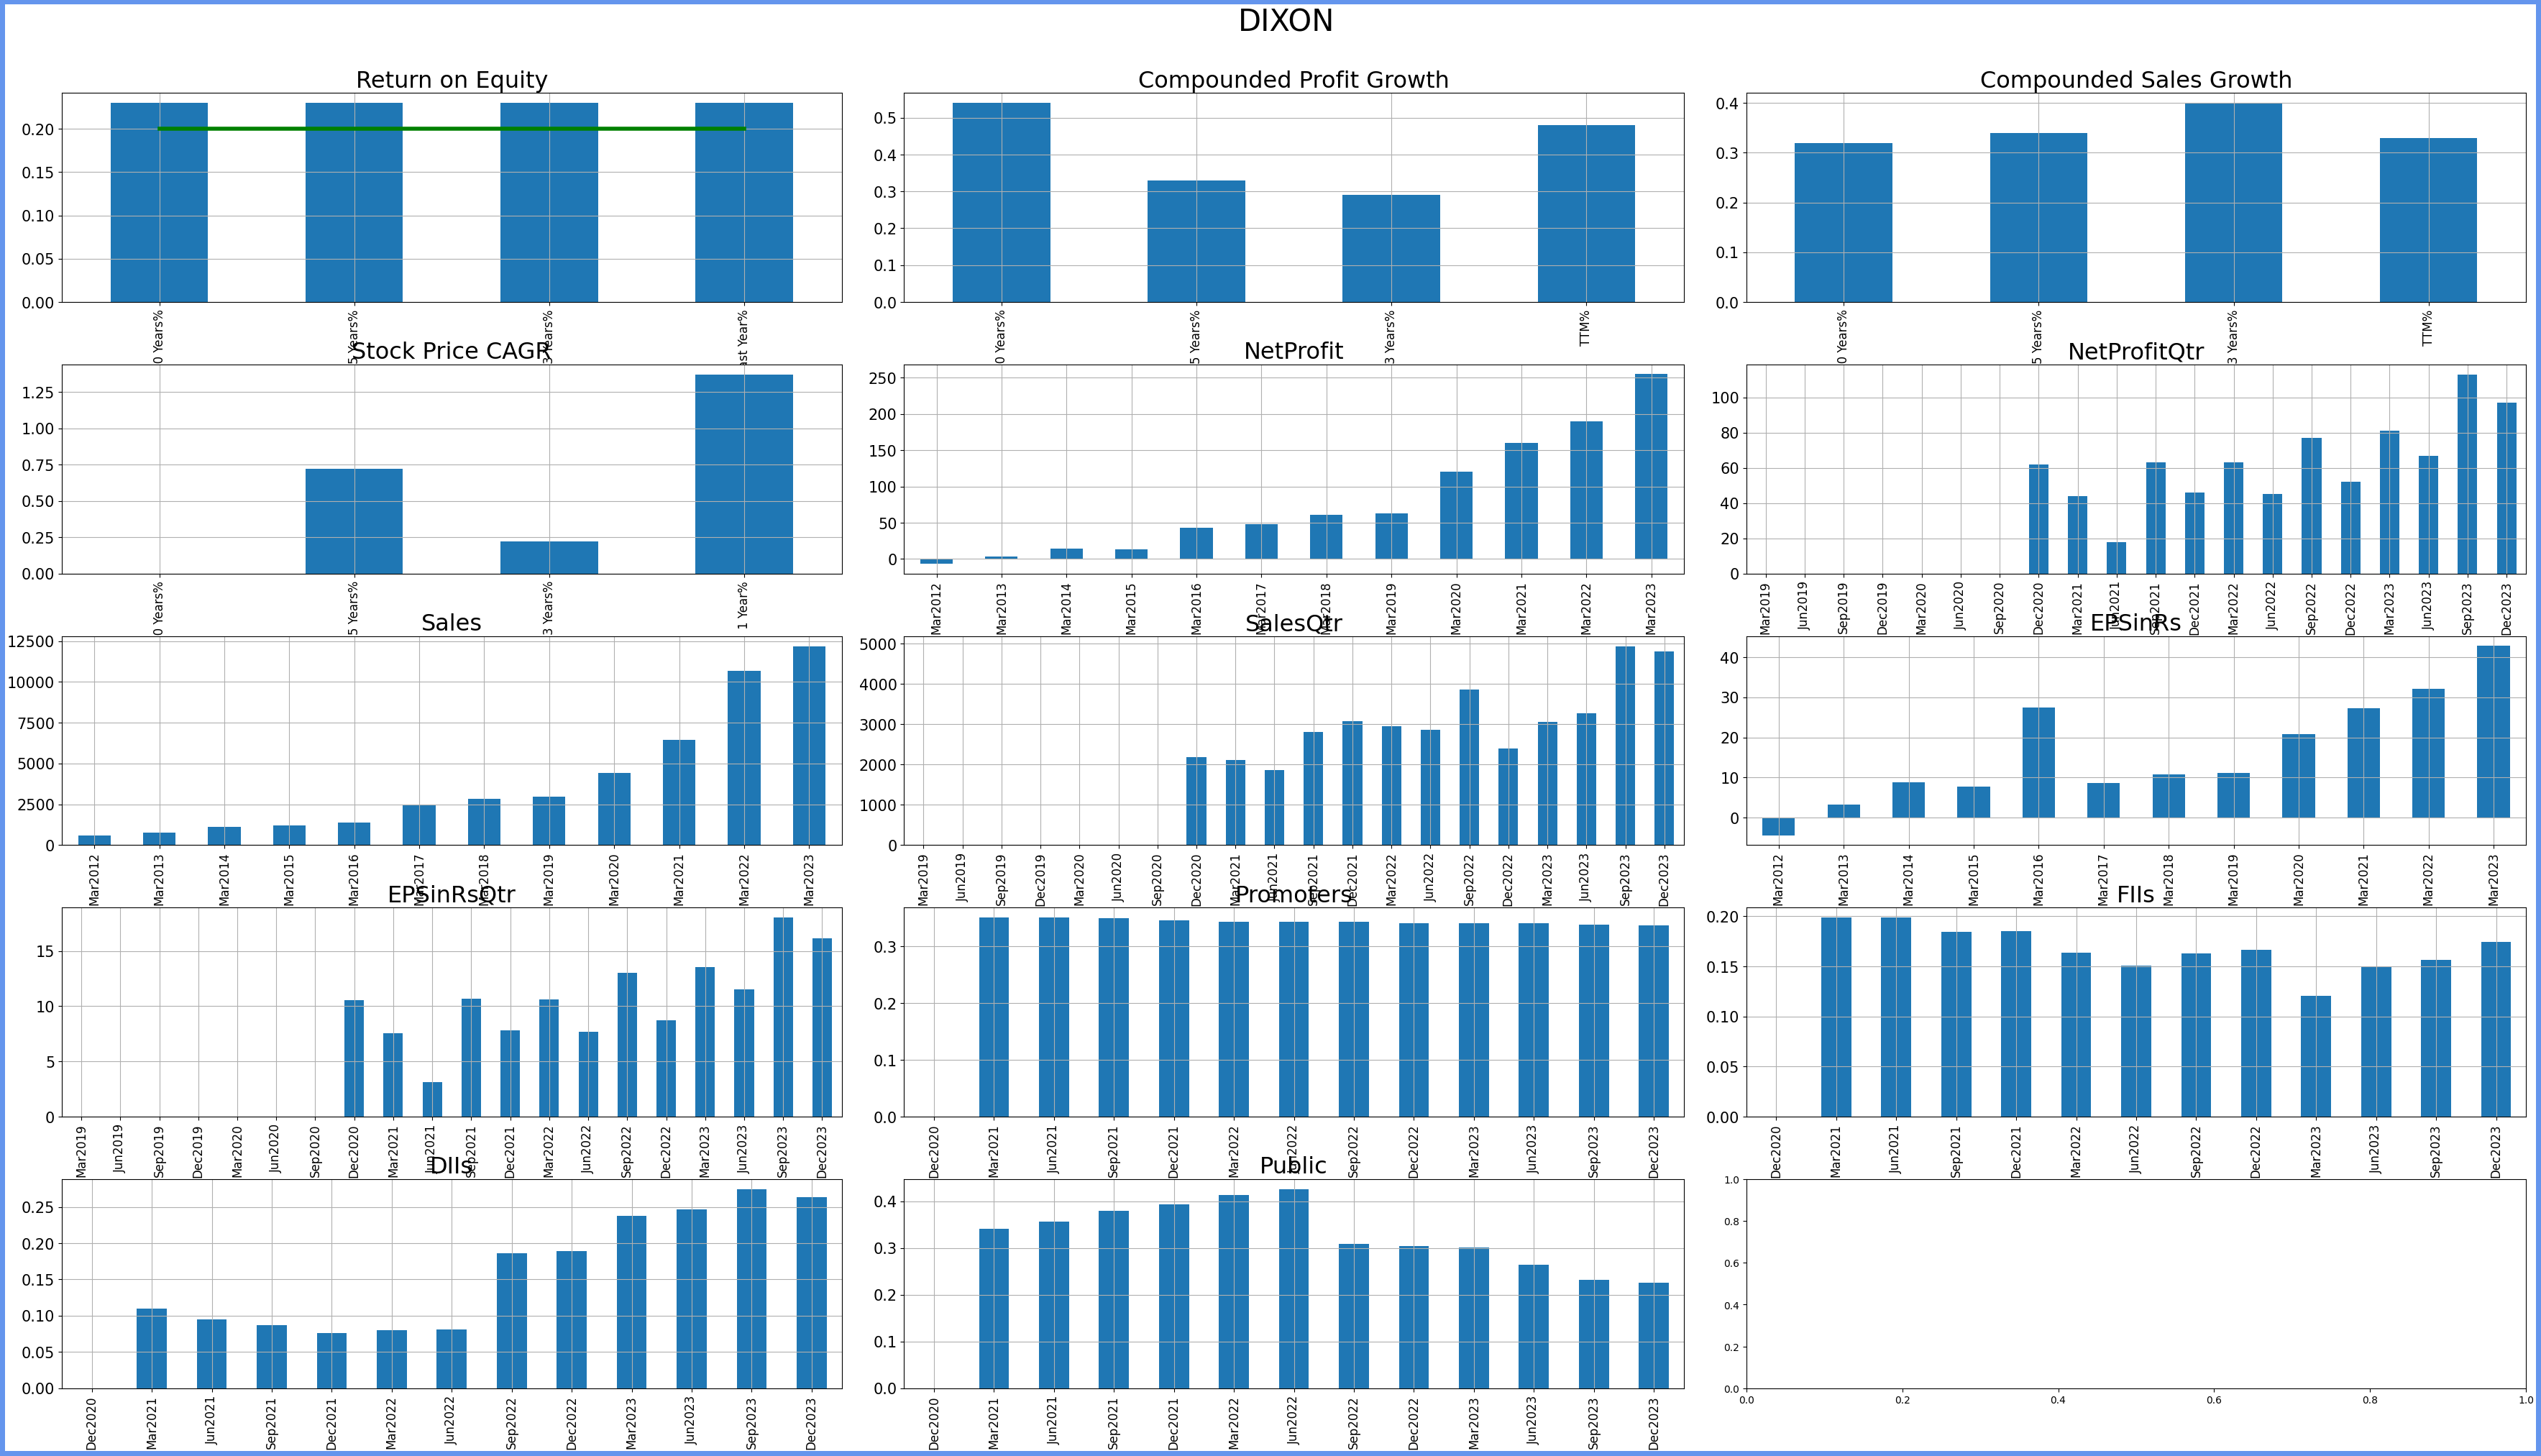 DIXON
Return on Equity
0.20
0.15
0.10
0.05
0.00
0 Years%
5 Years%
3 Years%
ast Year%
Compounded Profit Growth
0.5
0.4
0.3
0.2
0.1
0.0
0 Years%
5 Years%
3 Years%
TTM%
Compounded Sales Growth
0.4
0.3
0.2
0.1
0.0
0 Years%
5 Years%
3 Years%
TTM%
Stock Price CAGR
1.25
1.00
0.75
0.50
0.25
0.00
0 Years%
5 Years%
3 Years%
1 Year%
NetProfit
250
200
150
100
50
0
Mar2012
Mar2013
Mar2014
Mar2015
Mar2016
Mar2017
Mar2018
Mar2019
Mar2020
Mar2021
Mar2022
Mar2023
NetProfitQtr
100
80
60
40
20
0
Mar2019
Jun2019
Sep2019
Dec2019
Mar2020
Jun2020
Sep2020
Dec2020
Mar2021
Jun2021
Sep2021
Dec2021
Mar2022
Jun2022
Sep2022
Dec2022
Mar2023
Jun2023
Sep2023
Dec2023
Sales
12500
10000
7500
5000
2500
0
Mar2012
Mar2013
Mar2014
Mar2015
Mar2016
Mar2017
Mar2018
Mar2019
Mar2020
Mar2021
Mar2022
Mar2023
SalesQtr
5000
4000
3000
2000
1000
0
Mar2019
Jun2019
Sep2019
Dec2019
Mar2020
Jun2020
Sep2020
Dec2020
Mar2021
Jun2021
Sep2021
Dec2021
Mar2022
Jun2022
Sep2022
Dec2022
Mar2023
Jun2023
Sep2023
Dec2023
EPSinRs
40
30
20
10
0
Mar2012
Mar2013
Mar2014
Mar2015
Mar2016
Mar2017
Mar2018
Mar2019
Mar2020
Mar2021
Mar2022
Mar2023
EPSinRsQtr
15
10
5
0
Mar2019
Jun2019
Sep2019
Dec2019
Mar2020
Jun2020
Sep2020
Dec2020
Mar2021
Jun2021
Sep2021
Dec2021
Mar2022
Jun2022
Sep2022
Dec2022
Mar2023
Jun2023
Sep2023
Dec2023
Promoters
0.3
0.2
0.1
0.0
Dec2020
Mar2021
Jun2021
Sep2021
Dec2021
Mar2022
Jun2022
Sep2022
Dec2022
Mar2023
Jun2023
Sep2023
Dec2023
FIIs
0.20
0.15
0.10
0.05
0.00
Dec2020
Mar2021
Jun2021
Sep2021
Dec2021
Mar2022
Jun2022
Sep2022
Dec2022
Mar2023
Jun2023
Sep2023
Dec2023
DIIs
0.25
0.20
0.15
0.10
0.05
0.00
Dec2020
Mar2021
Jun2021
Sep2021
Dec2021
Mar2022
Jun2022
Sep2022
Dec2022
Mar2023
Jun2023
Sep2023
Dec2023
Public
0.4
0.3
0.2
0.1
0.0
Dec2020
Mar2021
Jun2021
Sep2021
Dec2021
Mar2022
Jun2022
Sep2022
Dec2022
Mar2023
Jun2023
Sep2023
Dec2023
1.0
0.8
0.6
0.4
0.2
0.0
0.0
0.2
0.4
0.6
0.8
1.0